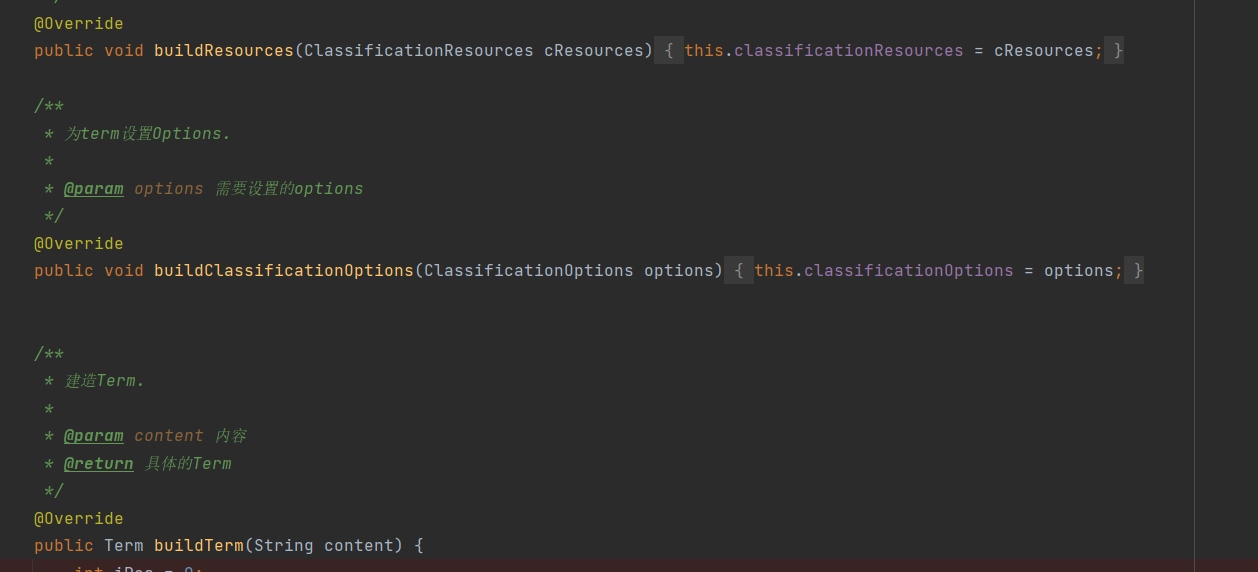 @Override
public void buildResources(ClassificationResources cResources) { this.classificationResources = cResources; }
/**
* 为term设置Options.
*
* @param options 需要设置的options
*/
@Override
public void buildClassificationOptions(ClassificationOptions options) { this.classificationOptions = options; }
/**
* 建造Term.
*
* @param content 内容
* @return 具体的Term
*/
@Override
public Term buildTerm(String content) {